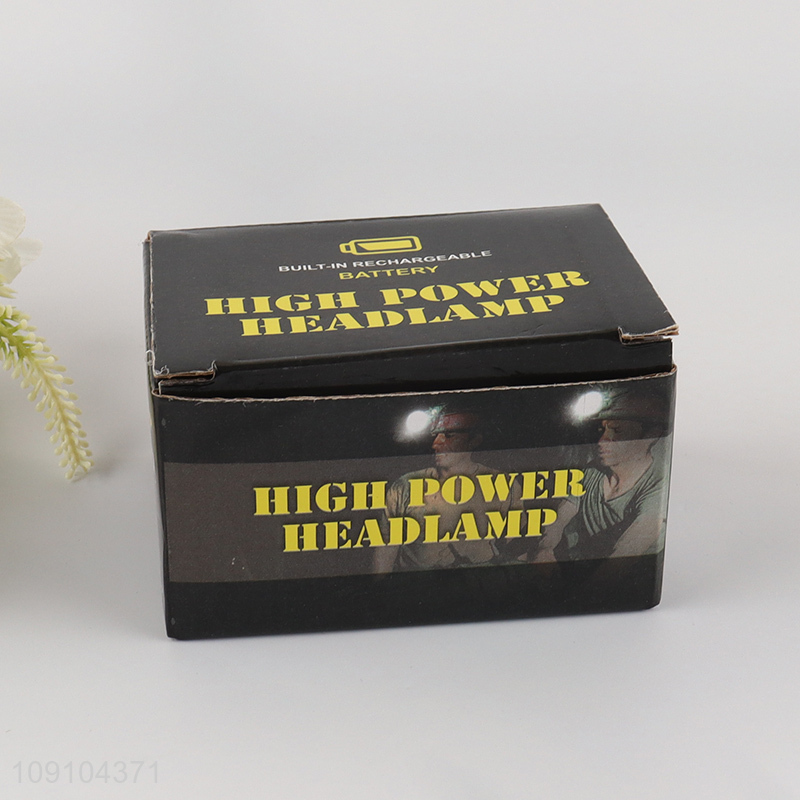 BUILT-IN RECHARGEABLE
BATTERY
HIGH POWER
HEADLAMP
HIGH POWER
HEADLAMP
109104371